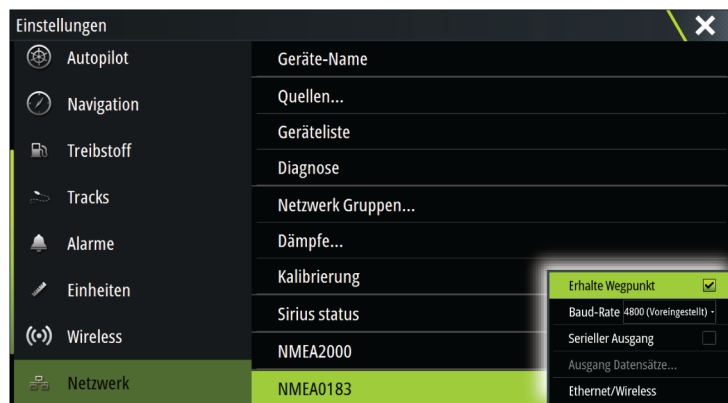 Einstellungen
Autopilot
Navigation
Treibstoff
Tracks
Alarme
Einheiten
Wireless
Netzwerk
Geräte-Name
Quellen...
Geräteliste
Diagnose
Netzwerk Gruppen...
Dämpfe...
Kalibrierung
Sirius status
NMEA2000
NMEA0183
Erhalte Wegpunkt
Baud-Rate 4800 (Voreingestellt)
Serieller Ausgang
Ausgang Datensätze...
Ethernet/Wireless